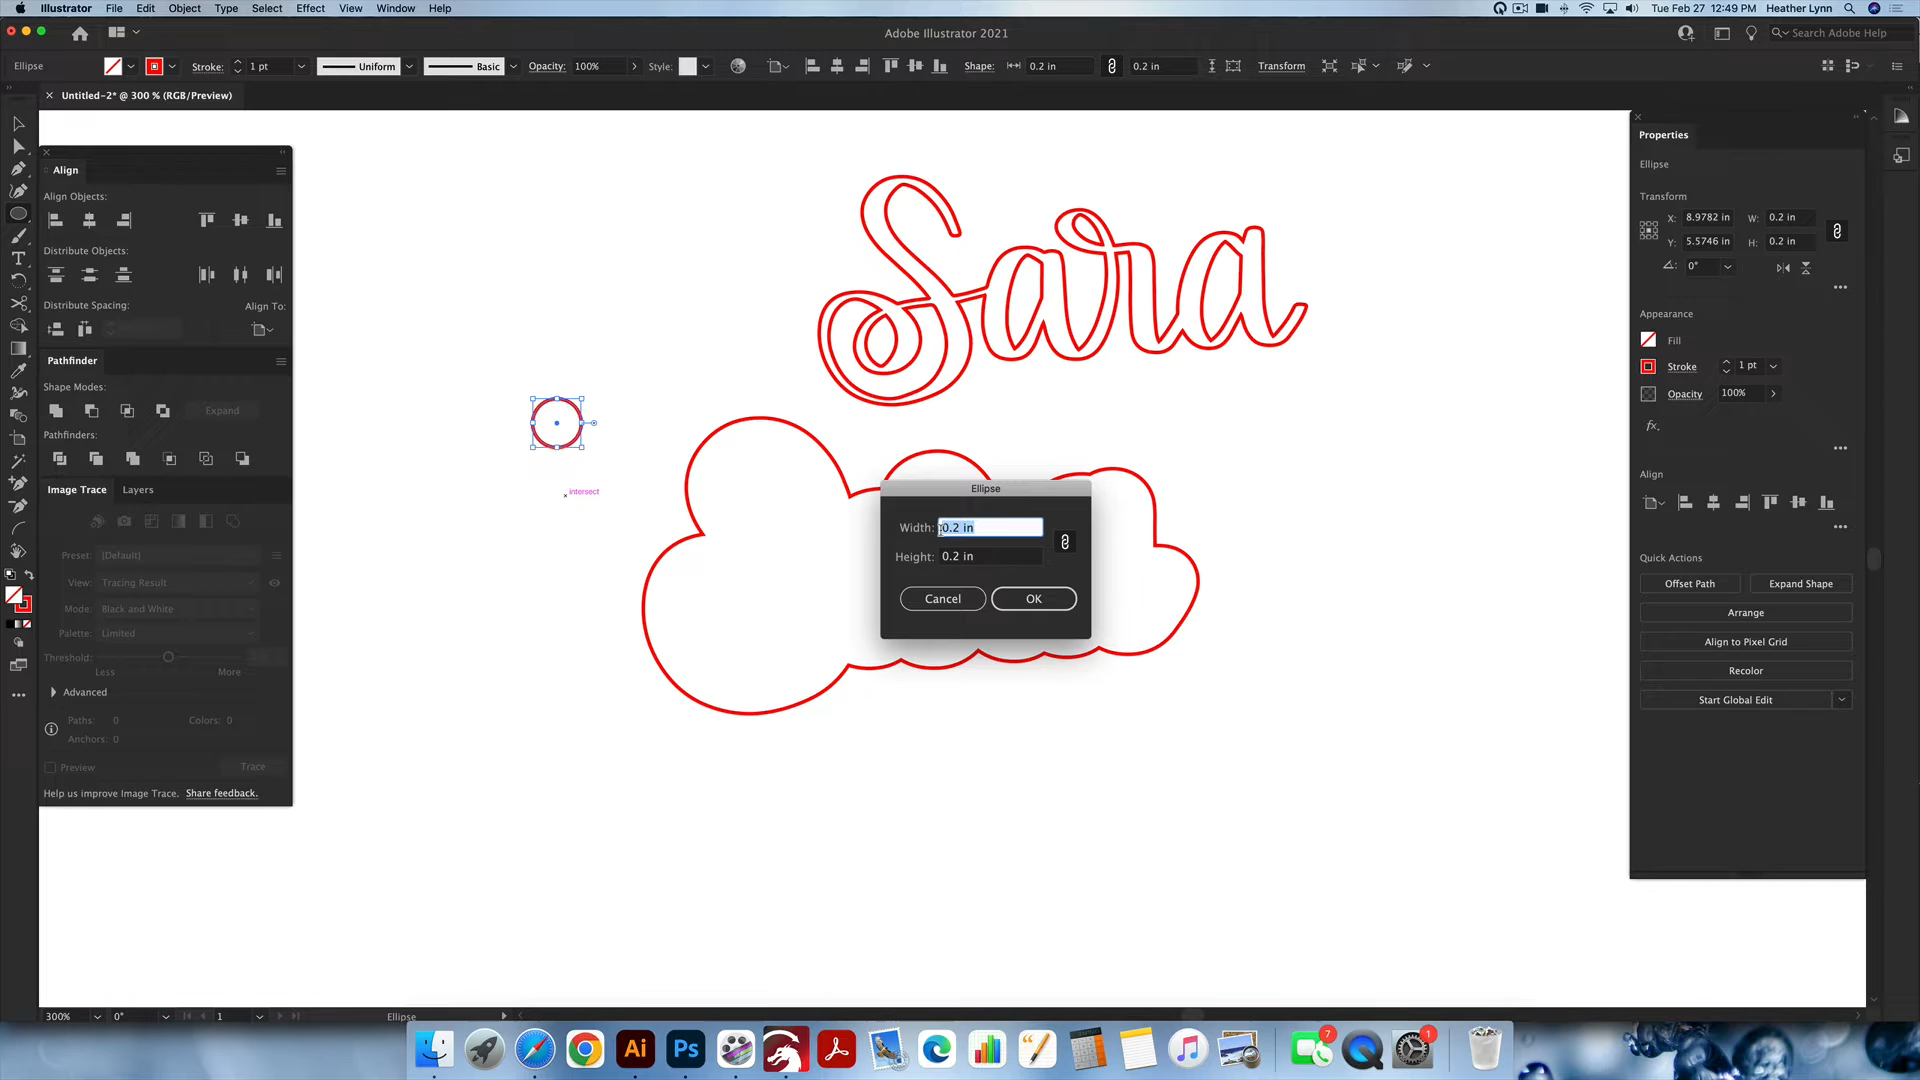 Illustrator File Edit Object Type Select Effect View Window Help Tue Feb 27 12:49 PM Heather Lynn
Adobe Illustrator 2021
Search Adobe Help
Ellipse Stroke: 1 pt Uniform Basic Opacity: 100% Style: Shape: 0.2 in 0.2 in Transform
Untitled-2* @ 300 % (RGB/Preview)
Align
Align Objects:
Distribute Objects:
Distribute Spacing: Align To:
Pathfinder
Shape Modes:
Expand
Pathfinders:
Image Trace Layers
Preset: [Default]
View: Tracing Result
Mode: Black and White
Palette: Limited
Threshold:
Less More
Advanced
Paths: 0 Colors: 0
Anchors: 0
Preview Trace
Help us improve Image Trace. Share feedback.
Sara
intersect
Ellipse
Width: 0.2 in
Height: 0.2 in
Cancel OK
Properties
Ellipse
Transform
X: 8.9782 in W: 0.2 in
Y: 5.5746 in H: 0.2 in
0°
Appearance
Fill
Stroke 1 pt
Opacity 100%
fx.
Align
Quick Actions
Offset Path Expand Shape
Arrange
Align to Pixel Grid
Recolor
Start Global Edit
300% 0° 1 Ellipse
Ai Ps 7 1